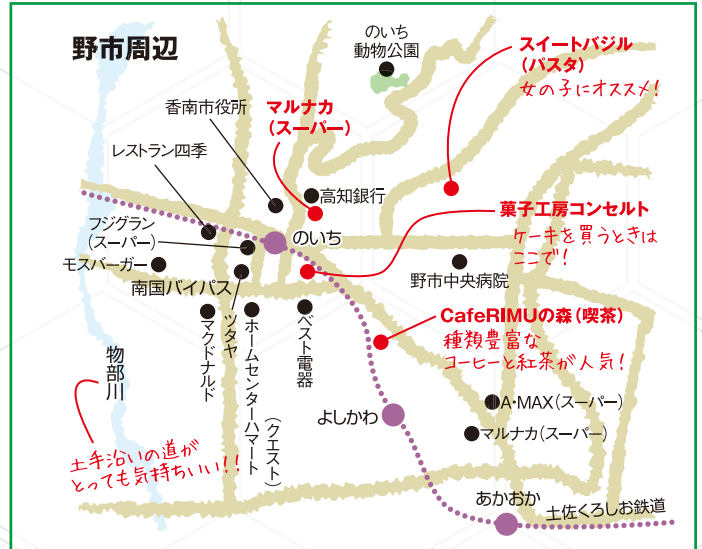 野市周辺
のいち
動物公園
スイートバジル
(パスタ)
女の子にオススメ!
香南市役所
マルナカ
(スーパー)
レストラン四季
高知銀行
フジグラン
(スーパー)
のいち
菓子工房コンセルト
ケーキを買うときは
ここで!
モスバーガー
南国バイパス
野市中央病院
マクドナルド
ツタヤ
ホームセンターハマート
(クエスト)
ベスト電器
CafeRIMUの森(喫茶)
種類豊富な
コーヒーと紅茶が人気!
物部川
土手沿いの道が
とっても気持ちいい!!
よしかわ
A・MAX(スーパー)
マルナカ(スーパー)
あかおか
土佐くろしお鉄道